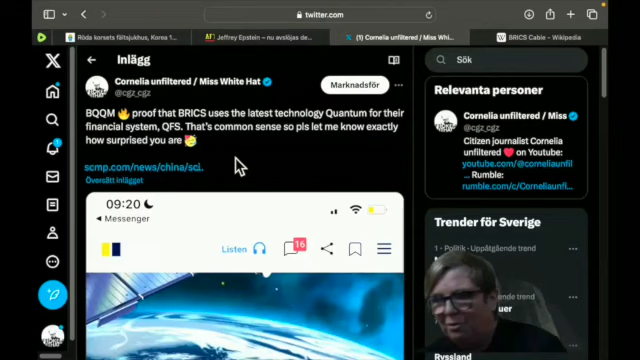 twitter.com
Röda korsets fältsjukhus, Korea 1...
Jeffrey Epstein – nu avslöjas de...
(1) Cornelia unfiltered / Miss Whi...
BRICS Cable – Wikipedia
Inlägg
Sök
Cornelia unfiltered / Miss White Hat
@cgz_cgz
Marknadsför
BQQM 🔥 proof that BRICS uses the latest technology Quantum for their
financial system, QFS. That's common sense so pls let me know exactly
how surprised you are 🥳
scmp.com/news/china/sci.
Översätt inlägget
09:20
Messenger
Listen
16
Relevanta personer
Cornelia unfiltered / Miss
@cgz_cgz
Citizen journalist Cornelia
unfiltered ❤️ on Youtube:
youtube.com/@corneliaunfil
... Rumble:
rumble.com/c/Corneliaunfil...
Trender för Sverige
1 · Politik · Uppåtgående trend
nde trend
uer
Ryssland